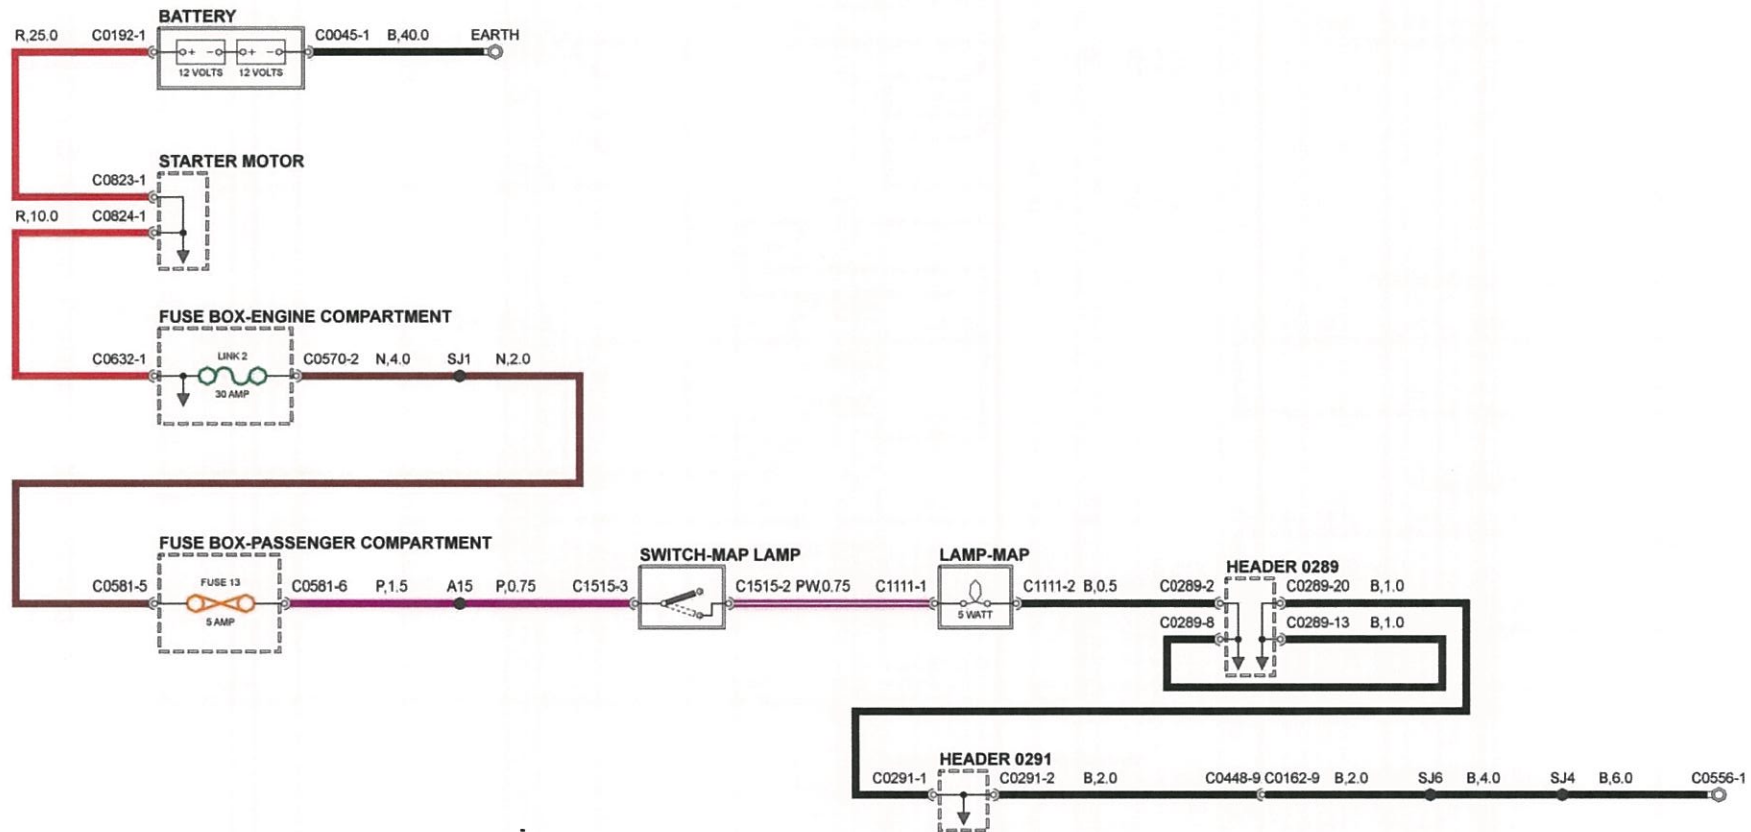 BATTERY
R,25.0 C0192-1 C0045-1 B,40.0 EARTH
+ - + -
12 VOLTS 12 VOLTS
STARTER MOTOR
C0823-1
R,10.0 C0824-1
FUSE BOX-ENGINE COMPARTMENT
C0632-1 LINK 2 C0570-2 N,4.0 SJ1 N,2.0
30 AMP
FUSE BOX-PASSENGER COMPARTMENT
SWITCH-MAP LAMP LAMP-MAP
HEADER 0289
C0581-5 FUSE 13 C0581-6 P,1.5 A15 P,0.75 C1515-3 C1515-2 PW,0.75 C1111-1 C1111-2 B,0.5 C0289-2 C0289-20 B,1.0
5 AMP 5 WATT C0289-8 C0289-13 B,1.0
HEADER 0291
C0291-1 C0291-2 B,2.0 C0448-9 C0162-9 B,2.0 SJ6 B,4.0 SJ4 B,6.0 C0556-1